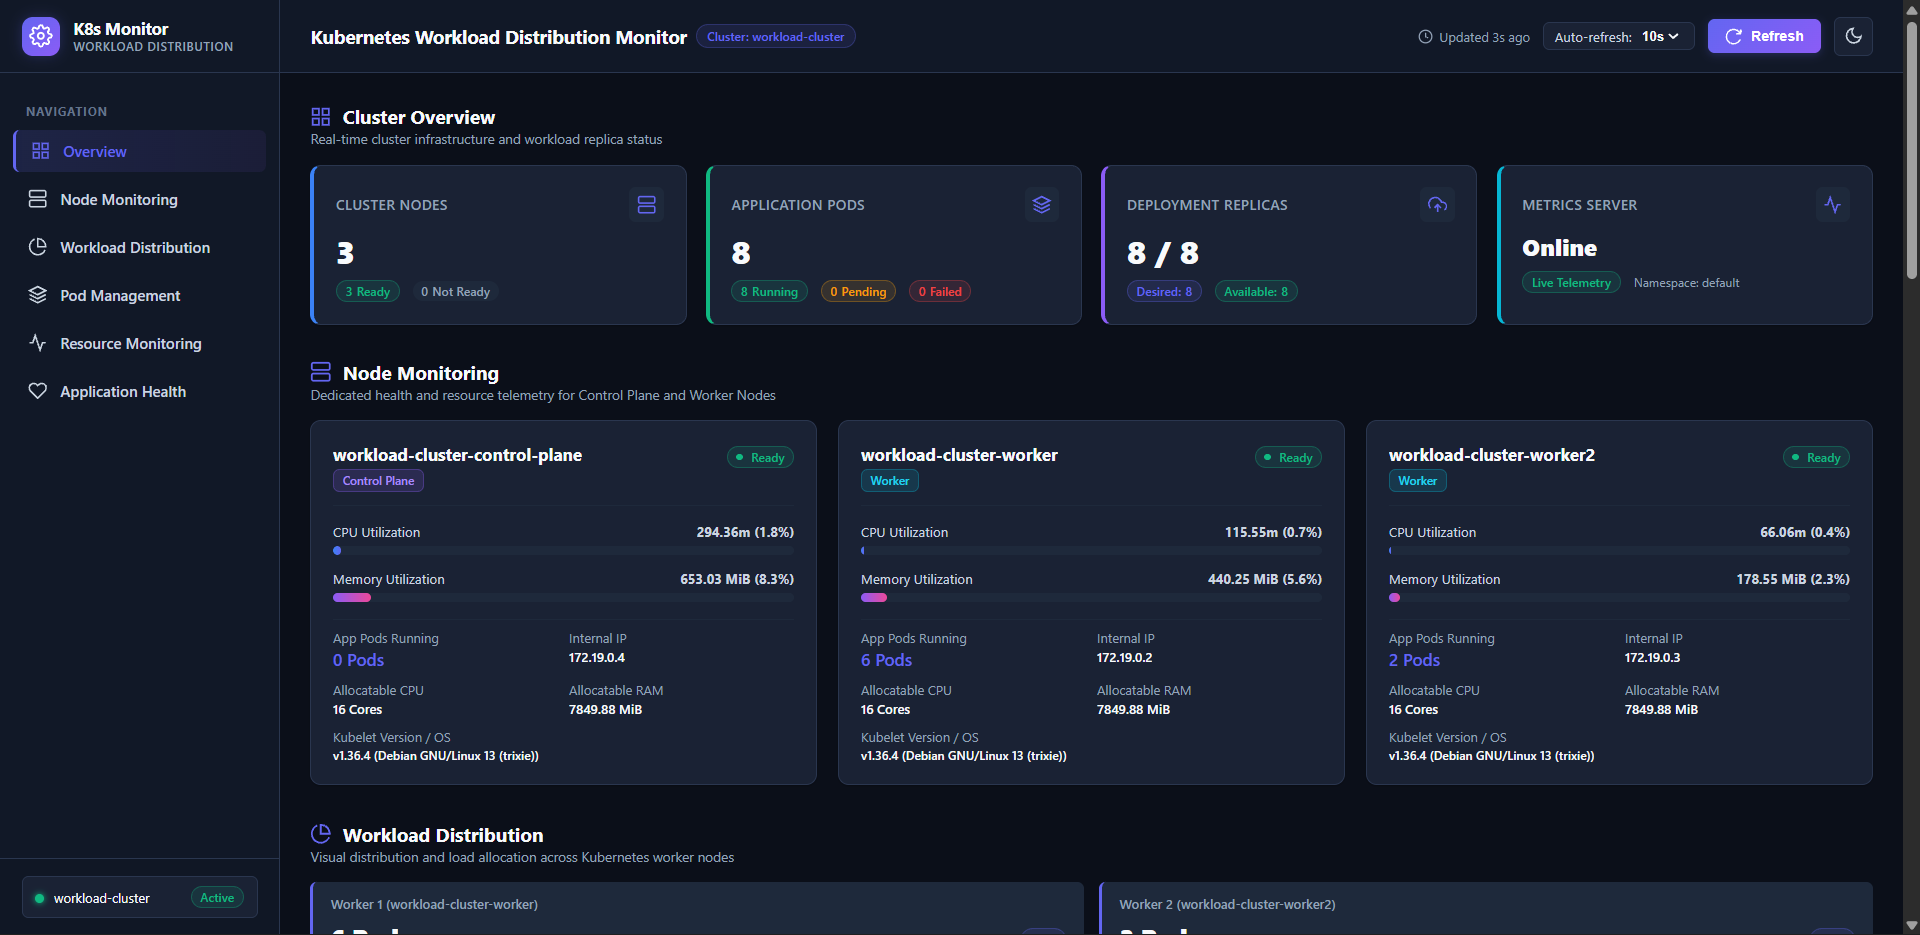 K8s Monitor
WORKLOAD DISTRIBUTION
NAVIGATION
Overview
Node Monitoring
Workload Distribution
Pod Management
Resource Monitoring
Application Health
workload-cluster Active
Kubernetes Workload Distribution Monitor Cluster: workload-cluster Updated 3s ago Auto-refresh: 10s Refresh
Cluster Overview
Real-time cluster infrastructure and workload replica status
CLUSTER NODES
3
3 Ready 0 Not Ready
APPLICATION PODS
8
8 Running 0 Pending 0 Failed
DEPLOYMENT REPLICAS
8 / 8
Desired: 8 Available: 8
METRICS SERVER
Online
Live Telemetry Namespace: default
Node Monitoring
Dedicated health and resource telemetry for Control Plane and Worker Nodes
workload-cluster-control-plane Ready
Control Plane
CPU Utilization 294.36m (1.8%)
Memory Utilization 653.03 MiB (8.3%)
App Pods Running Internal IP
0 Pods 172.19.0.4
Allocatable CPU Allocatable RAM
16 Cores 7849.88 MiB
Kubelet Version / OS
v1.36.4 (Debian GNU/Linux 13 (trixie))
workload-cluster-worker Ready
Worker
CPU Utilization 115.55m (0.7%)
Memory Utilization 440.25 MiB (5.6%)
App Pods Running Internal IP
6 Pods 172.19.0.2
Allocatable CPU Allocatable RAM
16 Cores 7849.88 MiB
Kubelet Version / OS
v1.36.4 (Debian GNU/Linux 13 (trixie))
workload-cluster-worker2 Ready
Worker
CPU Utilization 66.06m (0.4%)
Memory Utilization 178.55 MiB (2.3%)
App Pods Running Internal IP
2 Pods 172.19.0.3
Allocatable CPU Allocatable RAM
16 Cores 7849.88 MiB
Kubelet Version / OS
v1.36.4 (Debian GNU/Linux 13 (trixie))
Workload Distribution
Visual distribution and load allocation across Kubernetes worker nodes
Worker 1 (workload-cluster-worker)
Worker 2 (workload-cluster-worker2)